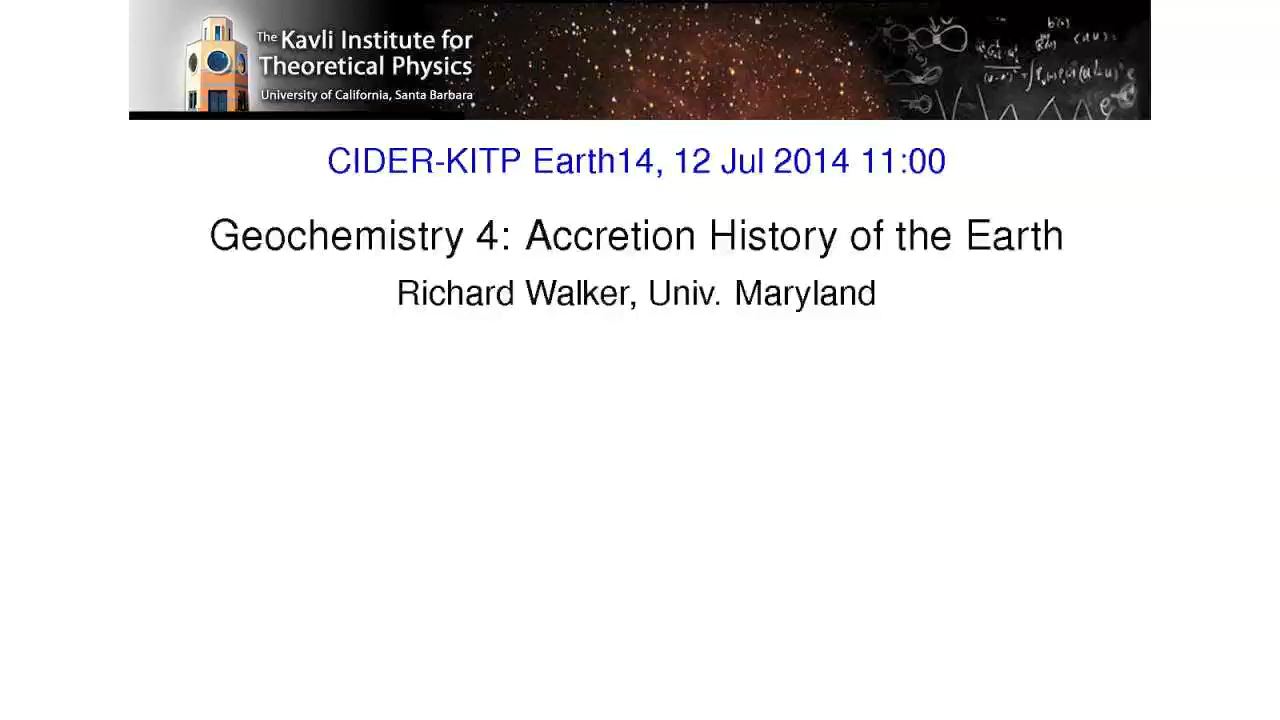 The Kavli Institute for
Theoretical Physics
University of California, Santa Barbara
CIDER-KITP Earth14, 12 Jul 2014 11:00
Geochemistry 4: Accretion History of the Earth
Richard Walker, Univ. Maryland